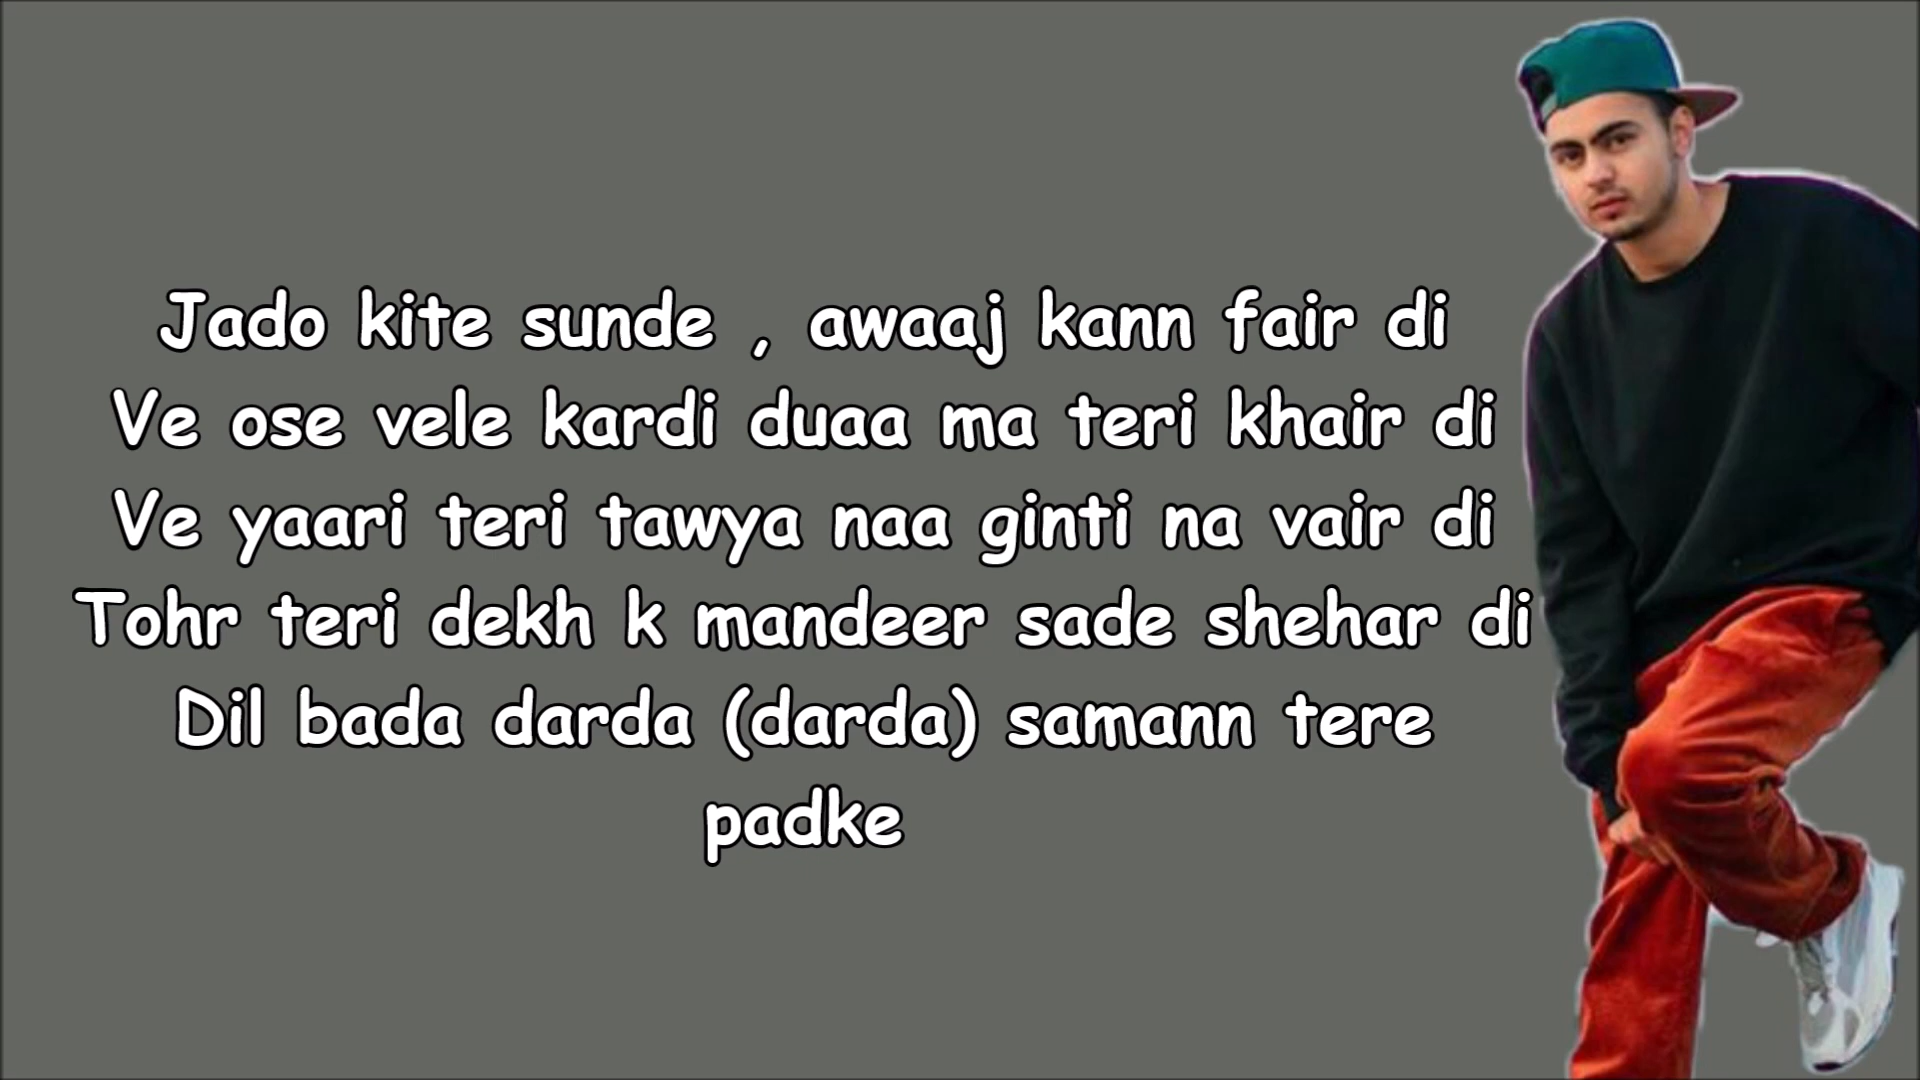 Jado kite sunde , awaaj kann fair di
Ve ose vele kardi duaa ma teri khair di
Ve yaari teri tawya naa ginti na vair di
Tohr teri dekh k mandeer sade shehar di
Dil bada darda (darda) samann tere
padke